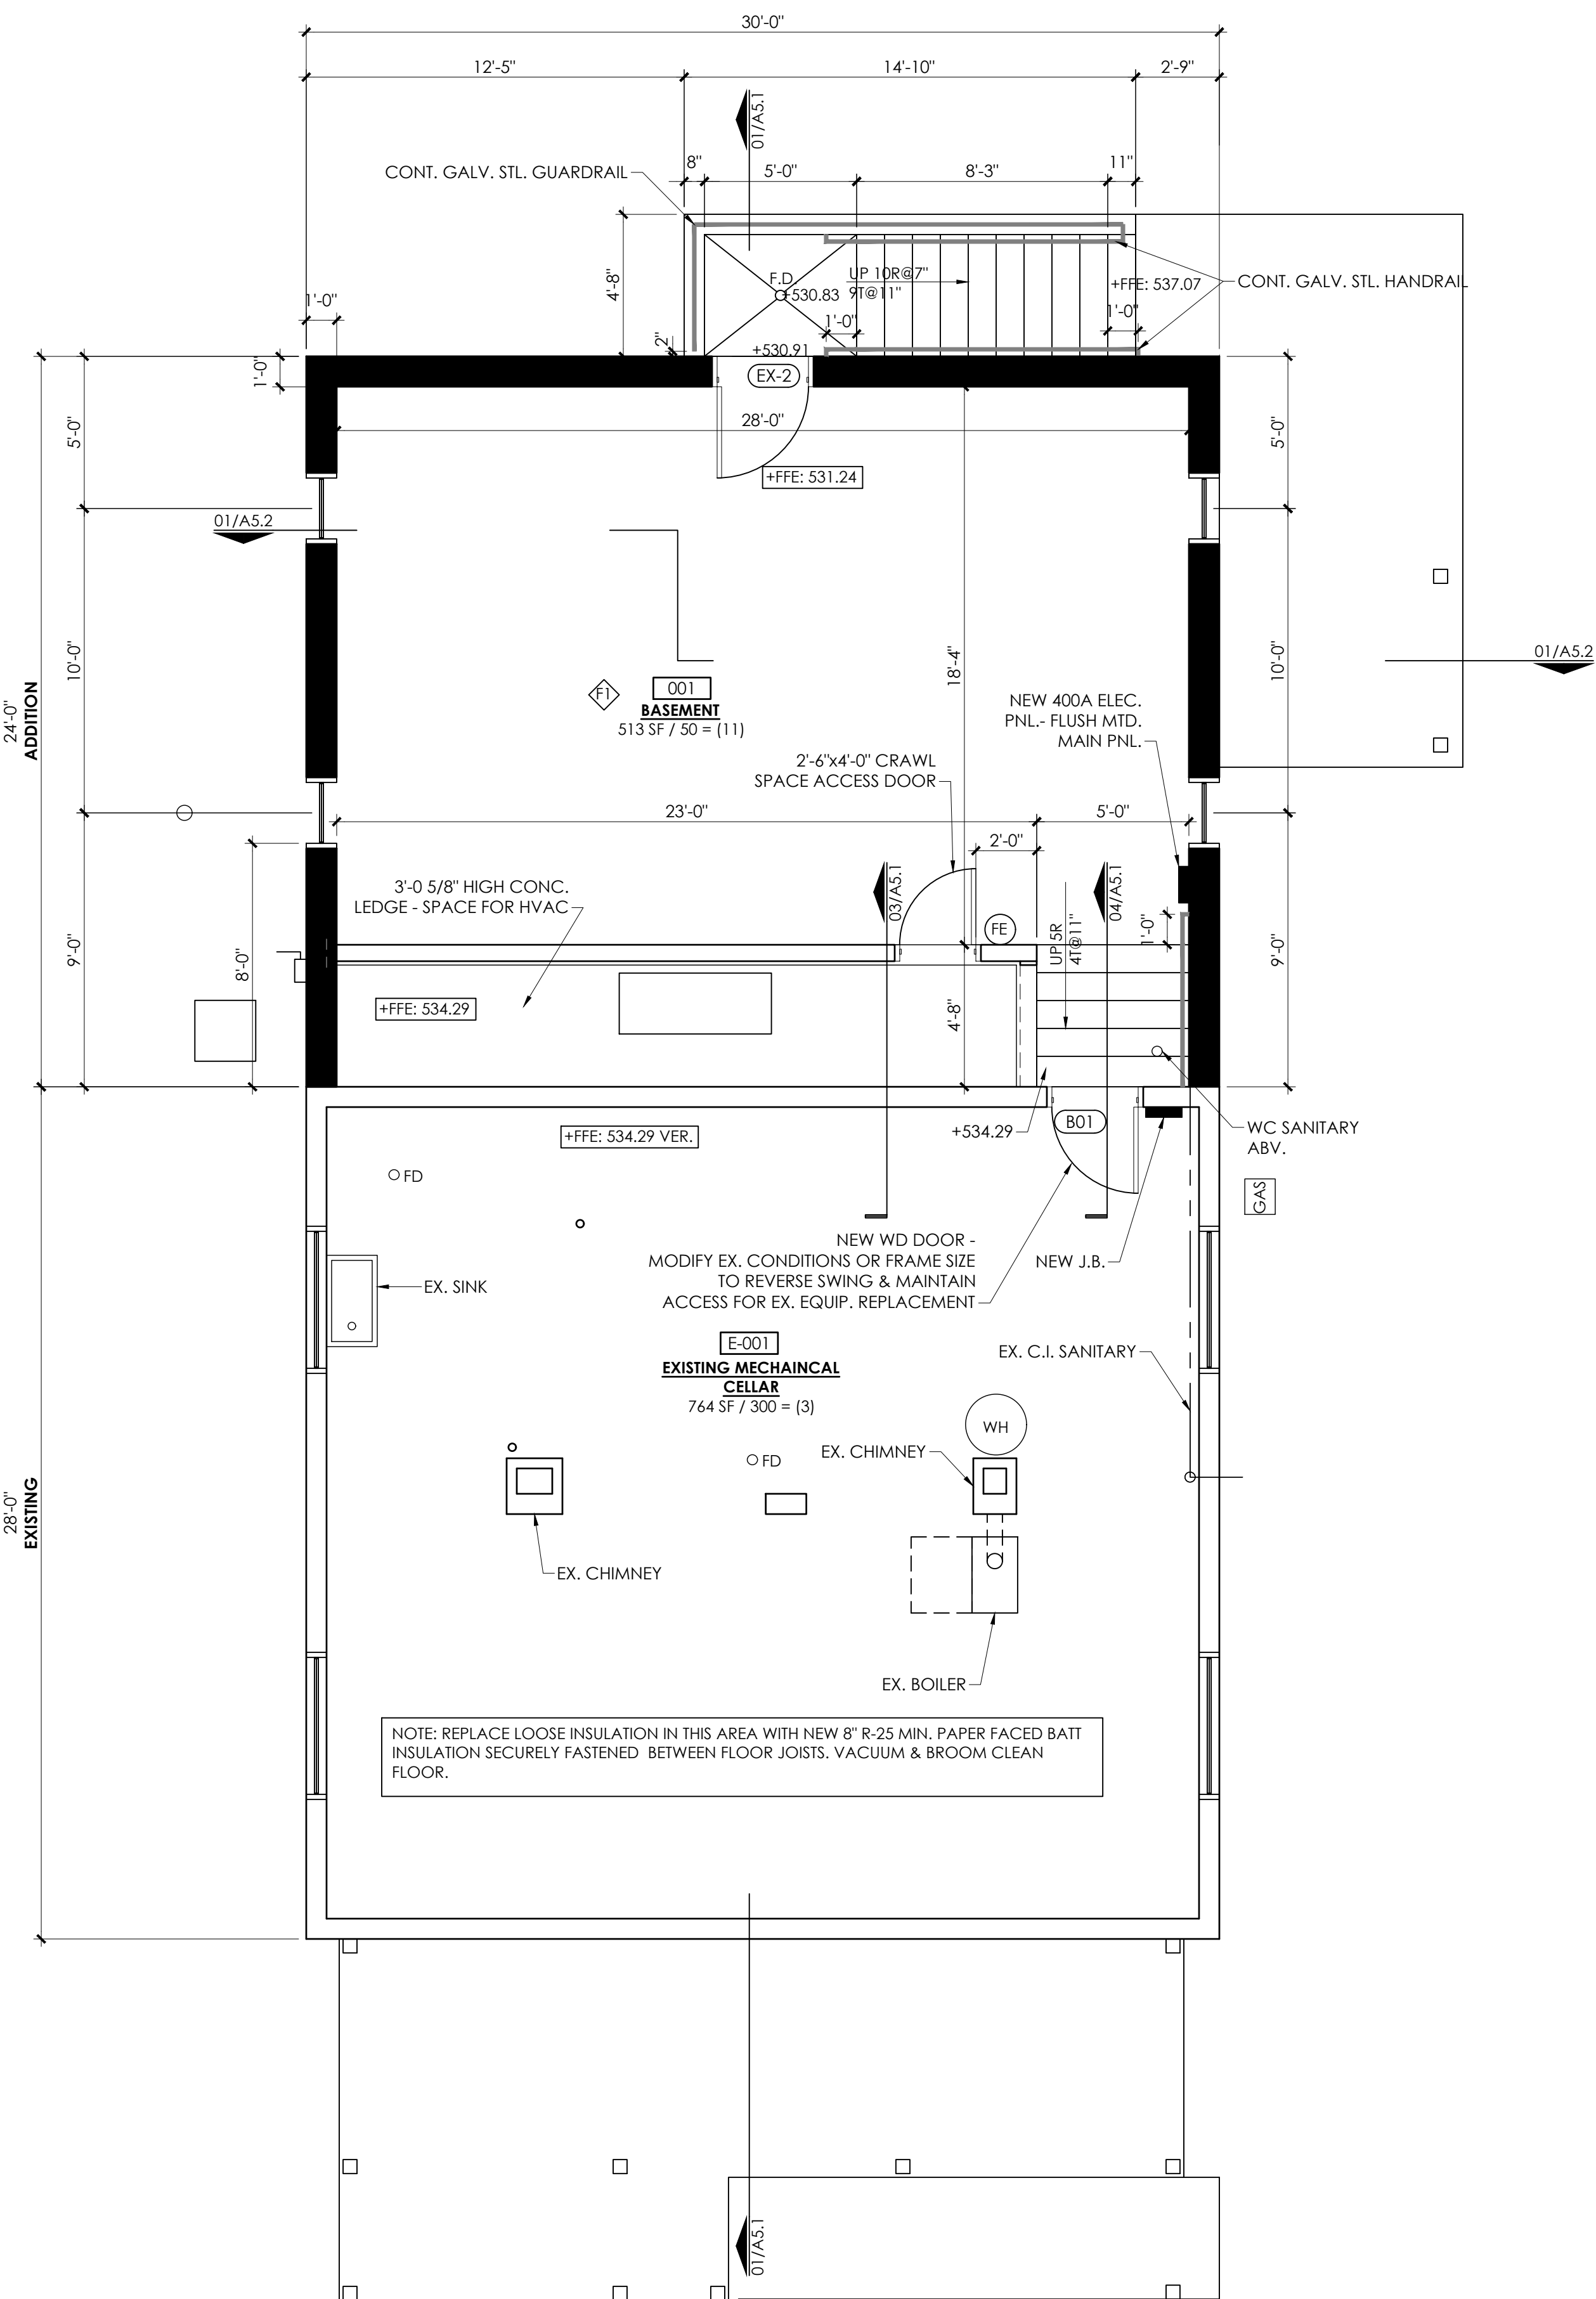 30'-0"
12'-5"
14'-10"
2'-9"
01/A5.1
8"
5'-0"
8'-3"
11"
CONT. GALV. STL. GUARDRAIL
4'-8"
F.D.
+530.83
UP 10R@7"
9T@11"
+FFE: 537.07
CONT. GALV. STL. HANDRAIL
1'-0"
1'-0"
1'-0"
2"
+530.91
1'-0"
EX-2
28'-0"
5'-0"
5'-0"
+FFE: 531.24
01/A5.2
10'-0"
18'-4"
10'-0"
01/A5.2
F1
001
BASEMENT
513 SF / 50 = (11)
NEW 400A ELEC.
PNL.- FLUSH MTD.
MAIN PNL.
24'-0"
ADDITION
2'-6"x4'-0" CRAWL
SPACE ACCESS DOOR
23'-0"
5'-0"
2'-0"
3'-0 5/8" HIGH CONC.
LEDGE - SPACE FOR HVAC
03/A5.1
04/A5.1
FE
UP 5R
4T@11"
1'-0"
9'-0"
8'-0"
9'-0"
+FFE: 534.29
4'-8"
+FFE: 534.29 VER.
+534.29
B01
WC SANITARY
ABV.
FD
GAS
NEW WD DOOR -
MODIFY EX. CONDITIONS OR FRAME SIZE
TO REVERSE SWING & MAINTAIN
ACCESS FOR EX. EQUIP. REPLACEMENT
NEW J.B.
EX. SINK
E-001
EXISTING MECHAINCAL
CELLAR
764 SF / 300 = (3)
EX. C.I. SANITARY
WH
EX. CHIMNEY
FD
28'-0"
EXISTING
EX. CHIMNEY
EX. BOILER
NOTE: REPLACE LOOSE INSULATION IN THIS AREA WITH NEW 8" R-25 MIN. PAPER FACED BATT
INSULATION SECURELY FASTENED BETWEEN FLOOR JOISTS. VACUUM & BROOM CLEAN
FLOOR.
01/A5.1